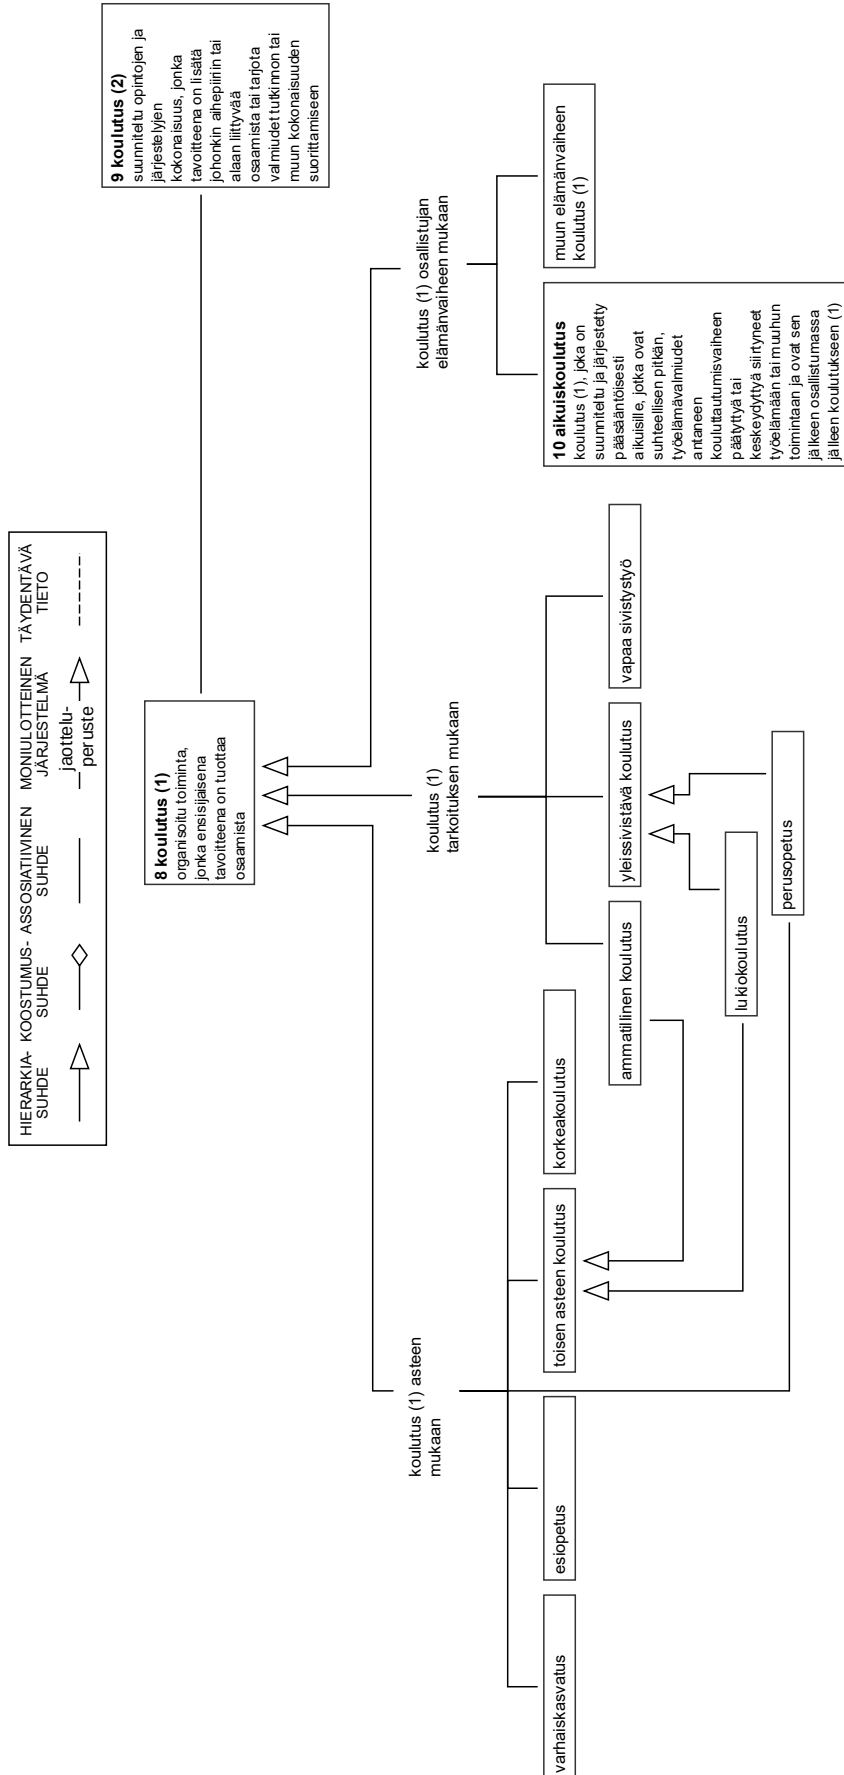 HIERARKIA-
SUHDE
KOOSTUMUS-
SUHDE
ASSOSIATIIVINEN
SUHDE
MONIULOTTEINEN
JÄRJESTELMÄ
jaottelu-
peruste
TÄYDENTÄVÄ
TIETO
9 koulutus (2)
suunniteltu opintojen ja
järjestelyjen
kokonaisuus, jonka
tavoitteena on lisätä
johonkin aihepiiriin tai
alaan liittyvää
osaamista tai tarjota
valmiudet tutkinnon tai
muun kokonaisuuden
suorittamiseen
8 koulutus (1)
organisoitu toiminta,
jonka ensisijaisena
tavoitteena on tuottaa
osaamista
koulutus (1) asteen
mukaan
koulutus (1)
tarkoituksen mukaan
koulutus (1) osallistujan
elämänvaiheen mukaan
varhaiskasvatus
esiopetus
toisen asteen koulutus
korkeakoulutus
10 aikuiskoulutus
koulutus (1), joka on
suunniteltu ja järjestetty
pääsääntöisesti
aikuisille, jotka ovat
suhteellisen pitkän,
työelämävalmiudet
antaneen
kouluttautumisvaiheen
päätyttyä tai
keskeydyttyä siirtyneet
työelämään tai muuhun
toimintaan ja ovat sen
jälkeen osallistumassa
jälleen koulutukseen (1)
muun elämänvaiheen
koulutus (1)
ammatillinen koulutus
yleissivistävä koulutus
vapaa sivistystyö
lukiokoulutus
perusopetus